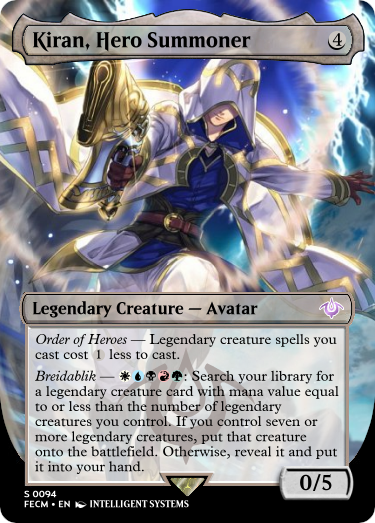 Kiran, Hero Summoner 4
Legendary Creature — Avatar
Order of Heroes — Legendary creature spells you
cast cost 1 less to cast.
Breidablik — : Search your library for
a legendary creature card with mana value equal
to or less than the number of legendary
creatures you control. If you control seven or
more legendary creatures, put that creature
onto the battlefield. Otherwise, reveal it and put
it into your hand.
0/5
S 0094
FECM • EN INTELLIGENT SYSTEMS